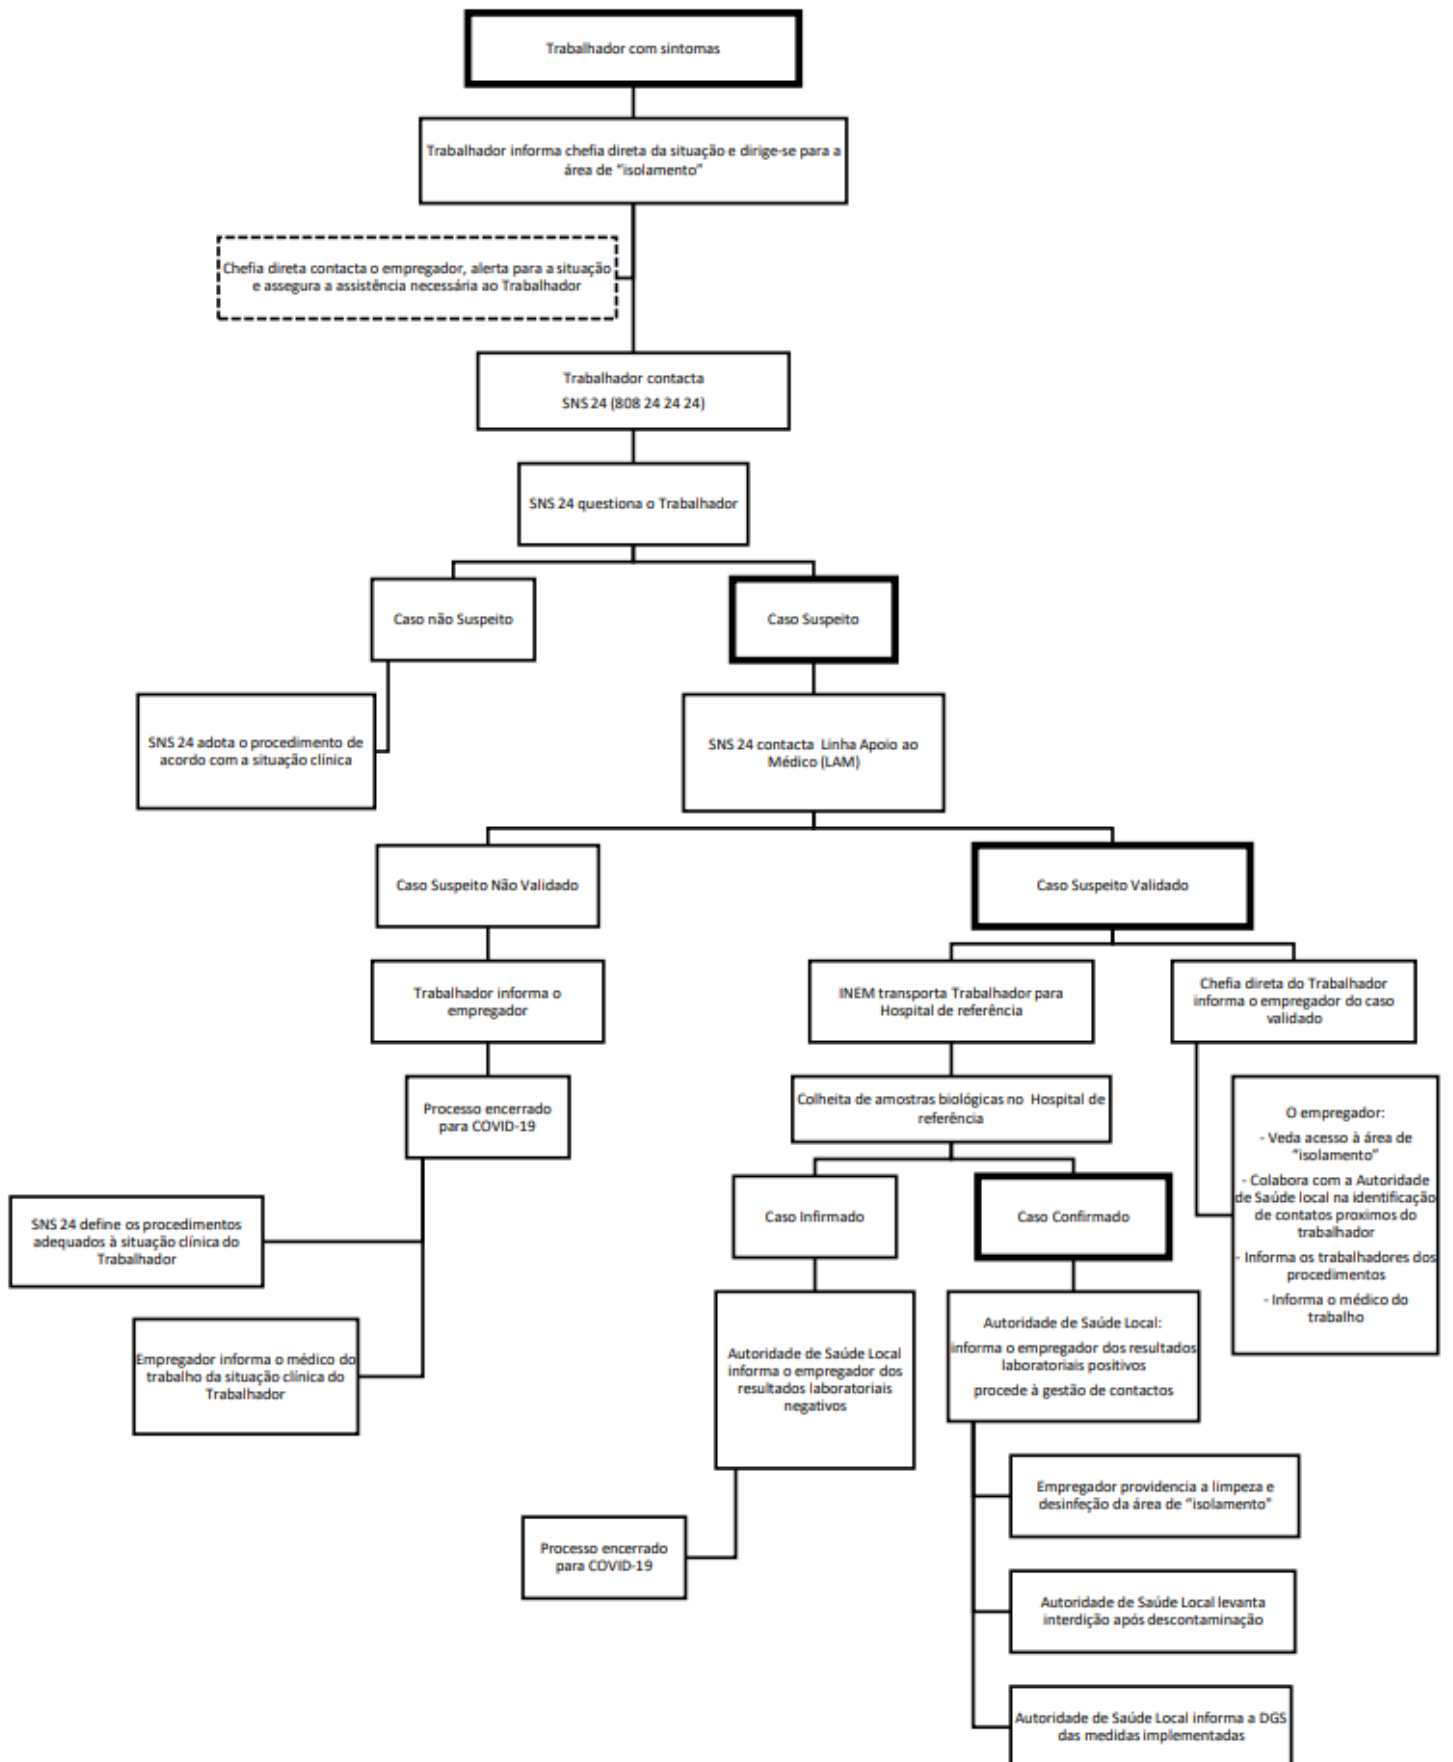 Trabalhador com sintomas
Trabalhador informa chefia direta da situação e dirige-se para a
área de “isolamento”
Chefia direta contacta o empregador, alerta para a situação
e assegura a assistência necessária ao Trabalhador
Trabalhador contacta
SNS 24 (808 24 24 24)
SNS 24 questiona o Trabalhador
Caso não Suspeito
Caso Suspeito
SNS 24 adota o procedimento de
acordo com a situação clínica
SNS 24 contacta Linha Apoio ao
Médico (LAM)
Caso Suspeito Não Validado
Caso Suspeito Validado
Trabalhador informa o
empregador
INEM transporta Trabalhador para
Hospital de referência
Chefia direta do Trabalhador
informa o empregador do caso
validado
Processo encerrado
para COVID-19
Colheita de amostras biológicas no Hospital de
referência
O empregador:
- Veda acesso à área de
“isolamento”
- Colabora com a Autoridade
de Saúde local na identificação
de contatos proximos do
trabalhador
- Informa os trabalhadores dos
procedimentos
- Informa o médico do
trabalho
SNS 24 define os procedimentos
adequados à situação clínica do
Trabalhador
Caso Infirmado
Caso Confirmado
Empregador informa o médico do
trabalho da situação clínica do
Trabalhador
Autoridade de Saúde Local
informa o empregador dos
resultados laboratoriais
negativos
Autoridade de Saúde Local:
informa o empregador dos resultados
laboratoriais positivos
procede à gestão de contactos
Processo encerrado
para COVID-19
Empregador providencia a limpeza e
desinfeção da área de “isolamento”
Autoridade de Saúde Local levanta
interdição após descontaminação
Autoridade de Saúde Local informa a DGS
das medidas implementadas